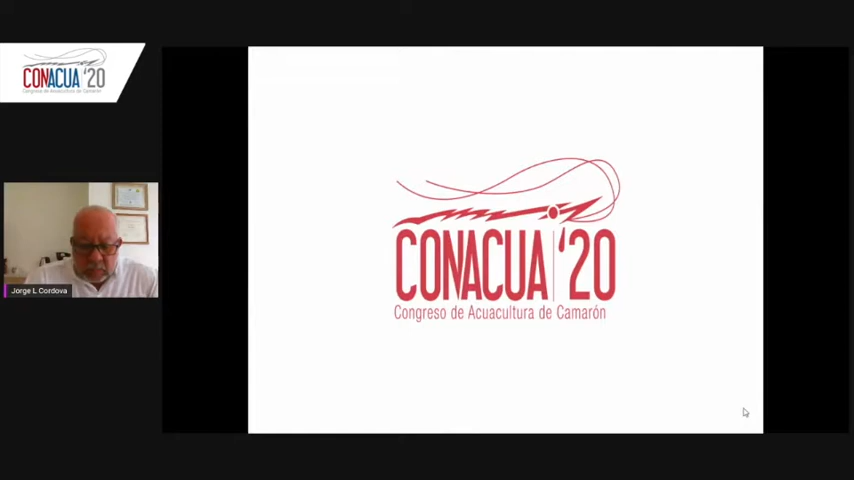 CONACUA '20
Congreso de Acuacultura de Camarón
Jorge L Cordova
CONACUA '20
Congreso de Acuacultura de Camarón